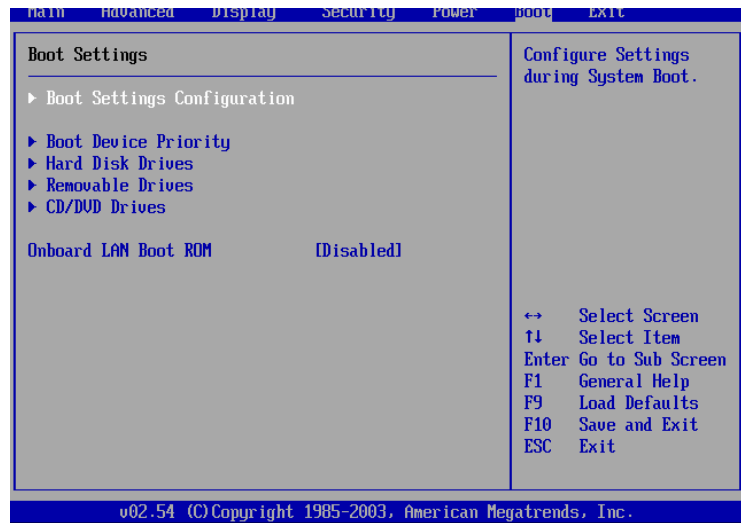 Main Advanced Display Security Power Boot Exit
Boot Settings
▶ Boot Settings Configuration
▶ Boot Device Priority
▶ Hard Disk Drives
▶ Removable Drives
▶ CD/DVD Drives
Onboard LAN Boot ROM [Disabled]
Configure Settings
during System Boot.
↔ Select Screen
↑↓ Select Item
Enter Go to Sub Screen
F1 General Help
F9 Load Defaults
F10 Save and Exit
ESC Exit
v02.54 (C)Copyright 1985-2003, American Megatrends, Inc.